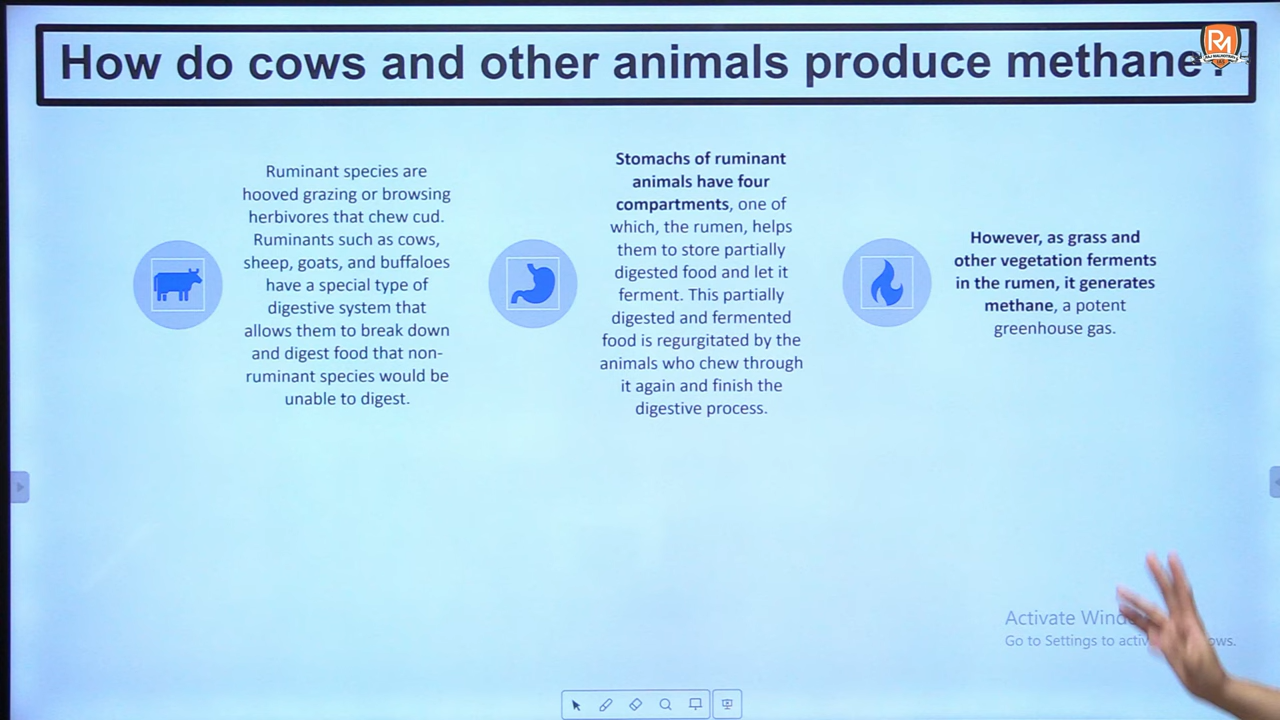 How do cows and other animals produce methane?
Ruminant species are
hooved grazing or browsing
herbivores that chew cud.
Ruminants such as cows,
sheep, goats, and buffaloes
have a special type of
digestive system that
allows them to break down
and digest food that non-
ruminant species would be
unable to digest.
Stomachs of ruminant
animals have four
compartments, one of
which, the rumen, helps
them to store partially
digested food and let it
ferment. This partially
digested and fermented
food is regurgitated by the
animals who chew through
it again and finish the
digestive process.
However, as grass and
other vegetation ferments
in the rumen, it generates
methane, a potent
greenhouse gas.
Activate
Go to Settings to